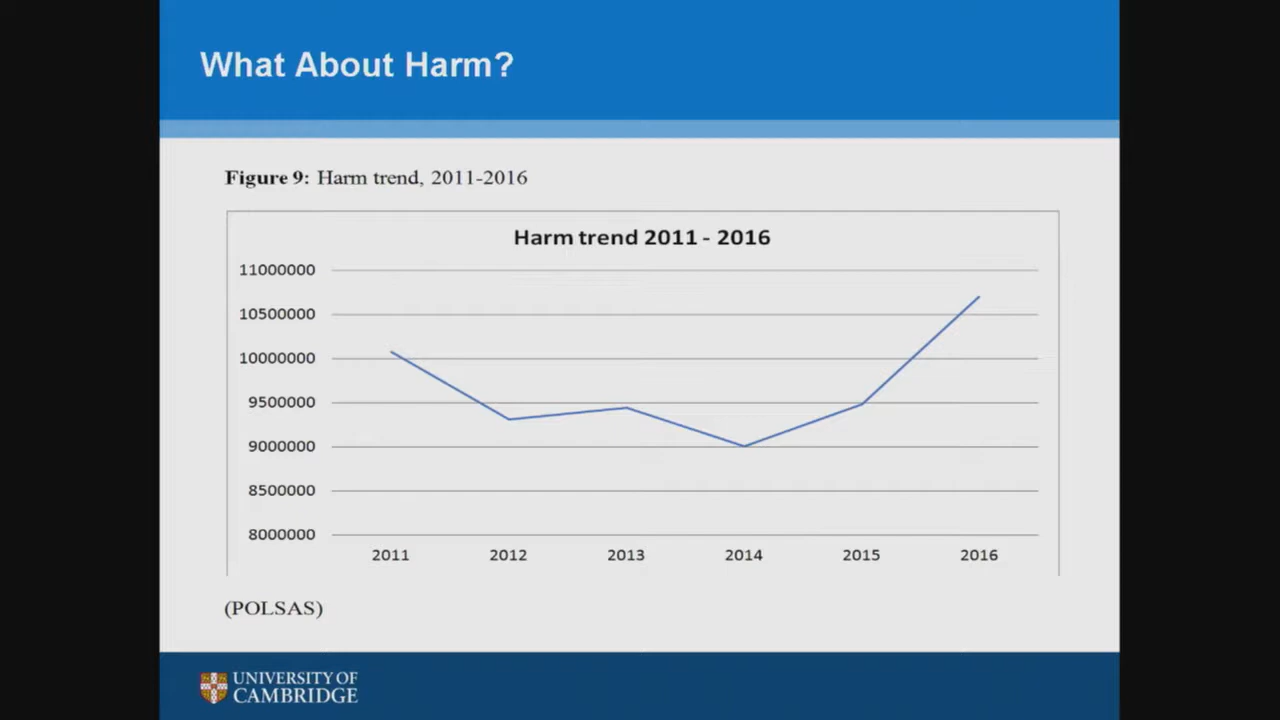 What About Harm?
Figure 9: Harm trend, 2011-2016
Harm trend 2011 - 2016
11000000
10500000
10000000
9500000
9000000
8500000
8000000
2011 2012 2013 2014 2015 2016
(POLSAS)
UNIVERSITY OF
CAMBRIDGE